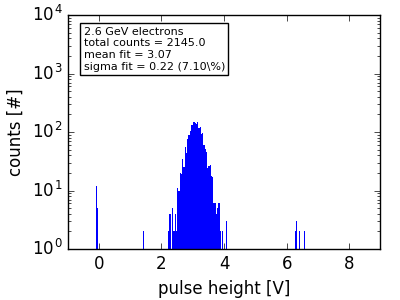 10^4
10^3
10^2
10^1
10^0
counts [#]
2.6 GeV electrons
total counts = 2145.0
mean fit = 3.07
sigma fit = 0.22 (7.10\%)
0 2 4 6 8
pulse height [V]